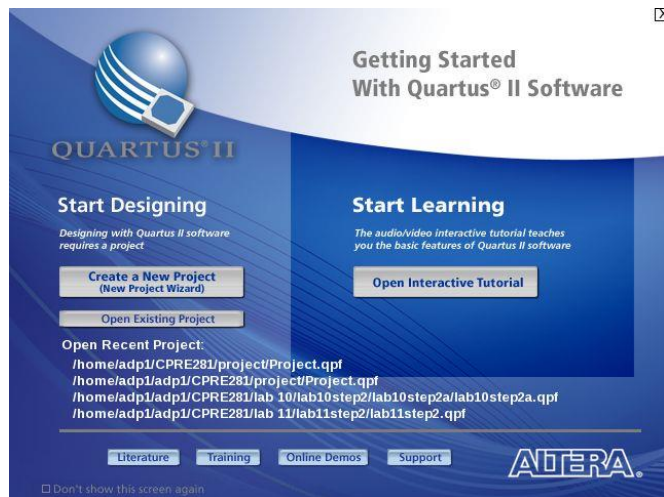 Getting Started
With Quartus® II Software
QUARTUS® II
Start Designing
Designing with Quartus II software
requires a project
Create a New Project
(New Project Wizard)
Open Existing Project
Open Recent Project:
/home/adp1/CPRE281/project/Project.qpf
/home/adp1/adp1/CPRE281/project/Project.qpf
/home/adp1/adp1/CPRE281/lab 10/lab10step2/lab10step2a/lab10step2a.qpf
/home/adp1/adp1/CPRE281/lab 11/lab11step2/lab11step2.qpf
Start Learning
The audio/video interactive tutorial teaches
you the basic features of Quartus II software
Open Interactive Tutorial
Literature
Training
Online Demos
Support
ALTERA.
Don't show this screen again